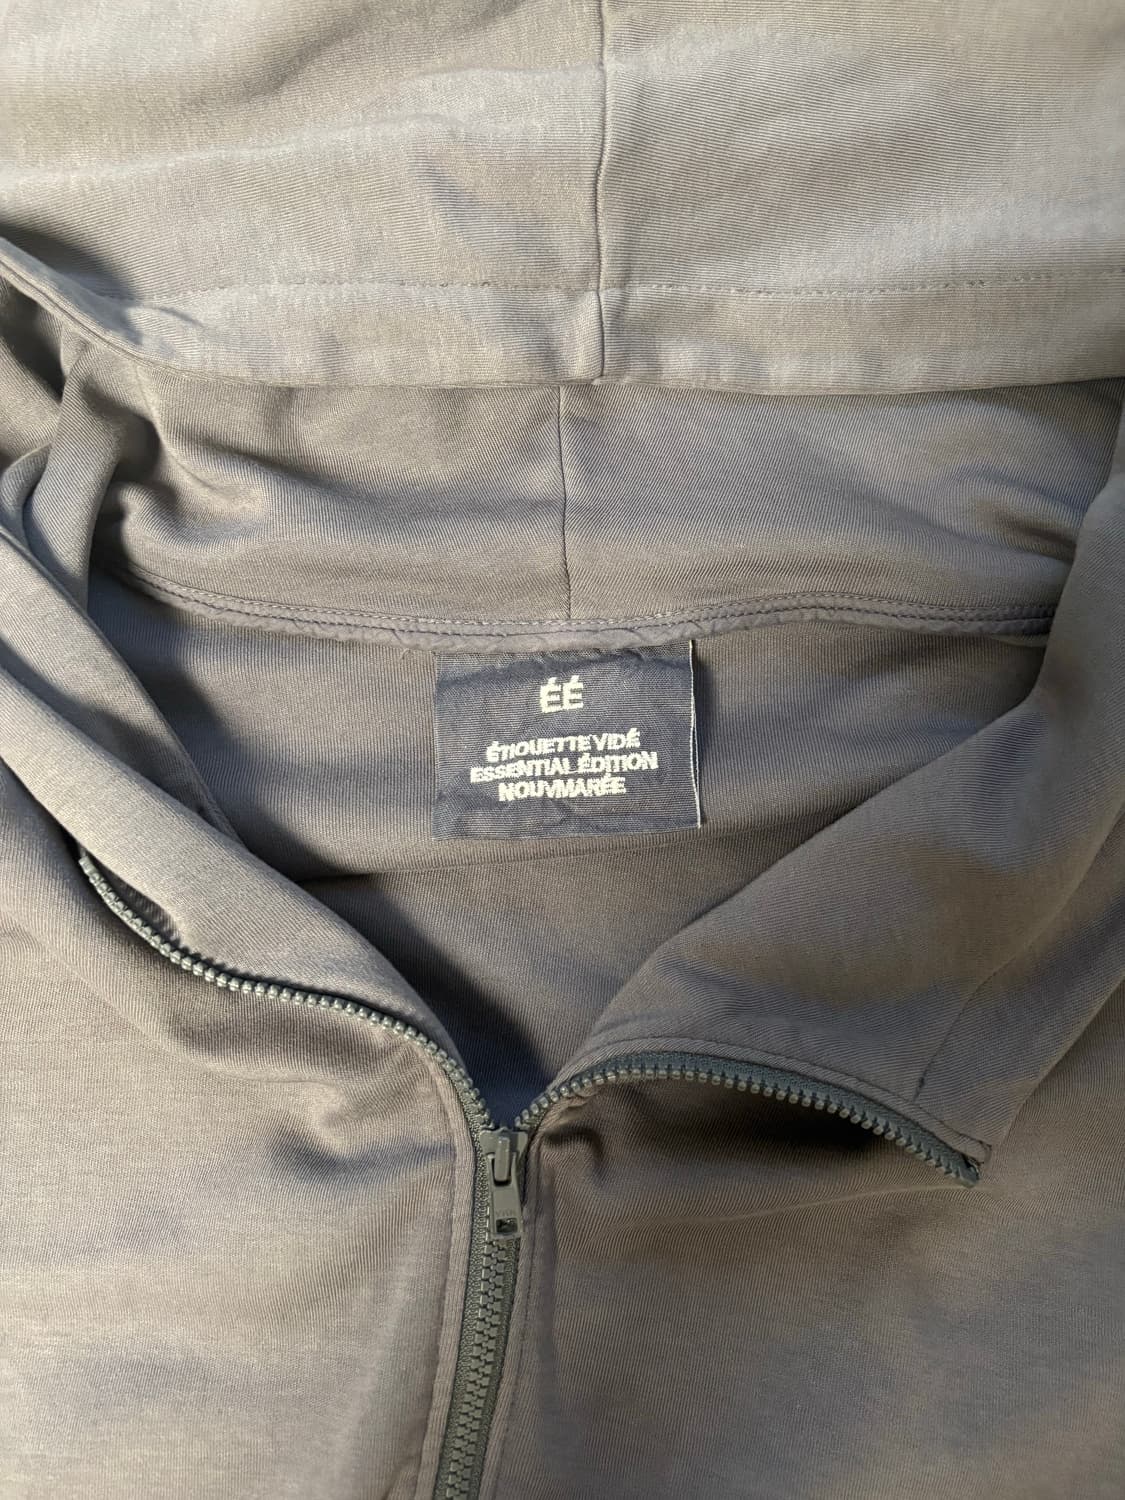 ÉÉ
ÉTIQUETTE VIDÉ
ESSENTIAL ÉDITION
NOUVMARÉE